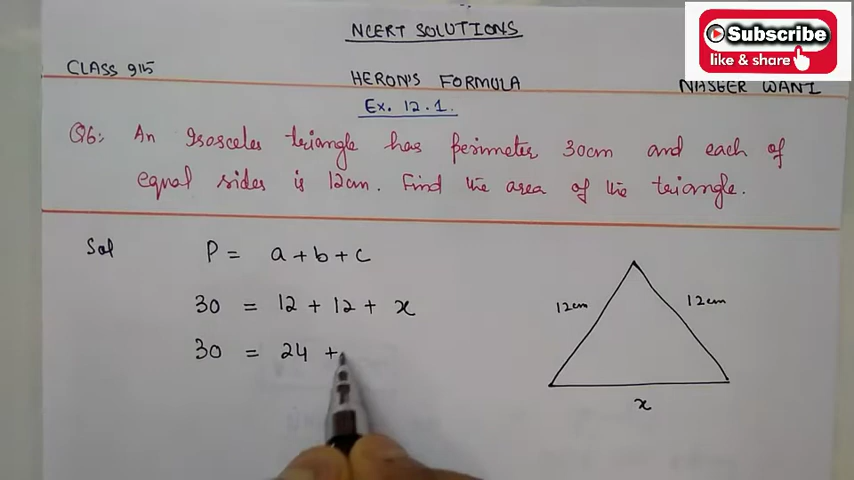 NCERT SOLUTIONS
Subscribe
like & share
CLASS 9th
HERON'S FORMULA
NASEER WANI
Ex. 12.1.
Q6: An Isosceles triangle has perimeter 30cm and each of
equal sides is 12cm. Find the area of the triangle.
Sol
P = a + b + c
30 = 12 + 12 + x
30 = 24 +
12cm 12cm
x